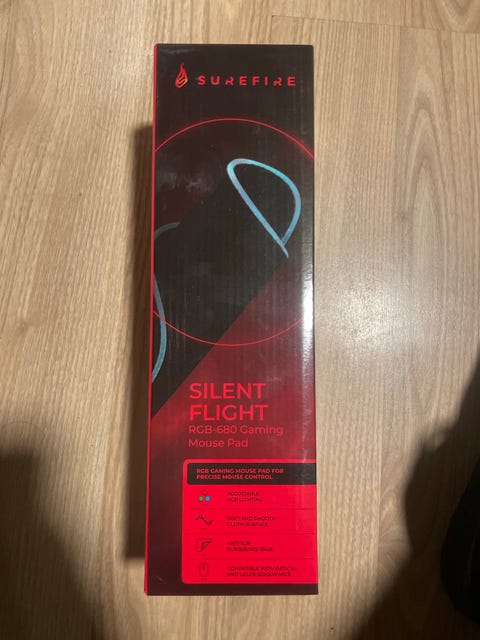 SUREFIRE
SILENT
FLIGHT
RGB-680 Gaming
Mouse Pad
RGB GAMING MOUSE PAD FOR
PRECISE MOUSE CONTROL
ADJUSTABLE
RGB LIGHTING
SOFT AND SMOOTH
CLOTH SURFACE
ANTI-SLIP
RUBBERISED BASE
COMPATIBLE WITH OPTICAL
AND LASER SENSOR MICE